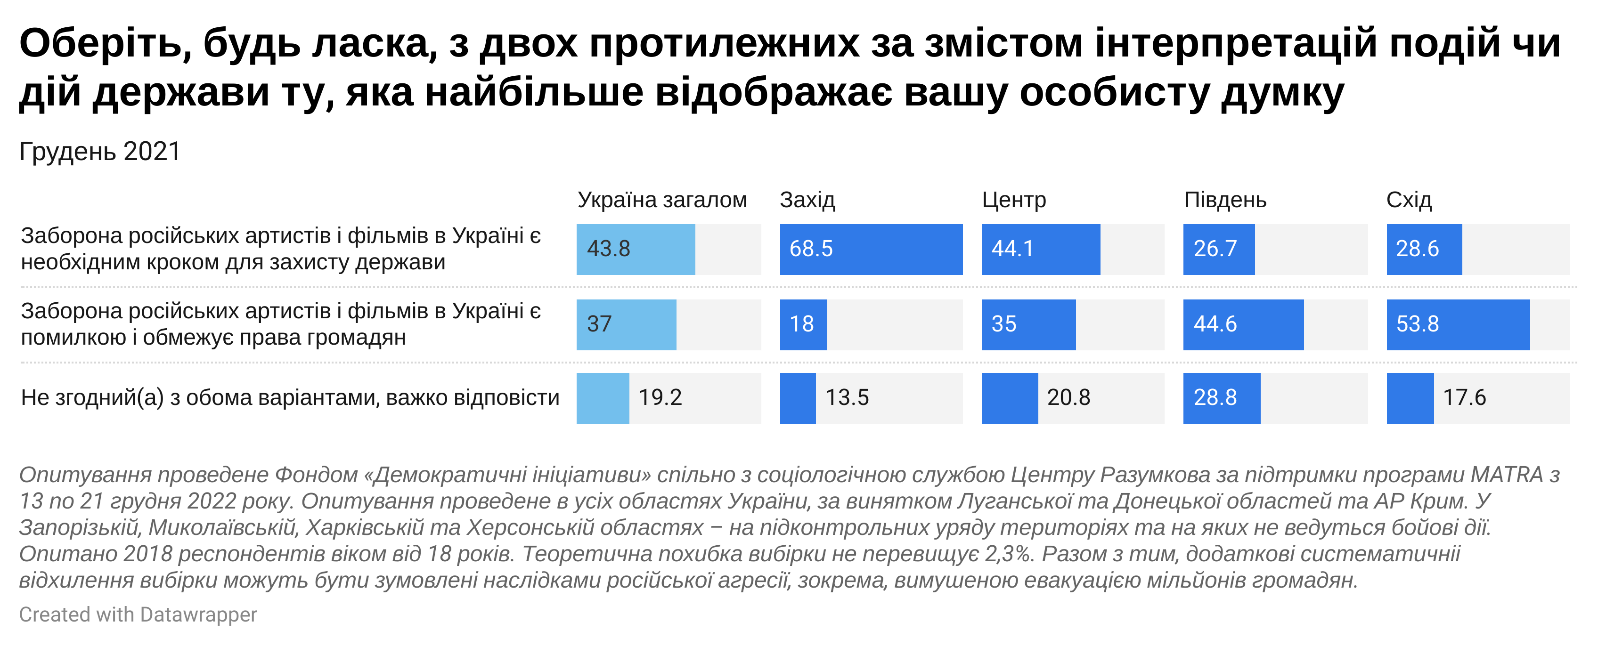 Оберіть, будь ласка, з двох протилежних за змістом інтерпретацій подій чи
дій держави ту, яка найбільше відображає вашу особисту думку
Грудень 2021
Україна загалом Захід Центр Південь Схід
Заборона російських артистів і фільмів в Україні є
необхідним кроком для захисту держави
43.8 68.5 44.1 26.7 28.6
Заборона російських артистів і фільмів в Україні є
помилкою і обмежує права громадян
37 18 35 44.6 53.8
Не згодний(а) з обома варіантами, важко відповісти 19.2 13.5 20.8 28.8 17.6
Опитування проведене Фондом «Демократичні ініціативи» спільно з соціологічною службою Центру Разумкова за підтримки програми MATRA з
13 по 21 грудня 2022 року. Опитування проведене в усіх областях України, за винятком Луганської та Донецької областей та АР Крим. У
Запорізькій, Миколаївській, Харківській та Херсонській областях – на підконтрольних уряду територіях та на яких не ведуться бойові дії.
Опитано 2018 респондентів віком від 18 років. Теоретична похибка вибірки не перевищує 2,3%. Разом з тим, додаткові систематичніі
відхилення вибірки можуть бути зумовлені наслідками російської агресії, зокрема, вимушеною евакуацією мільйонів громадян.
Created with Datawrapper